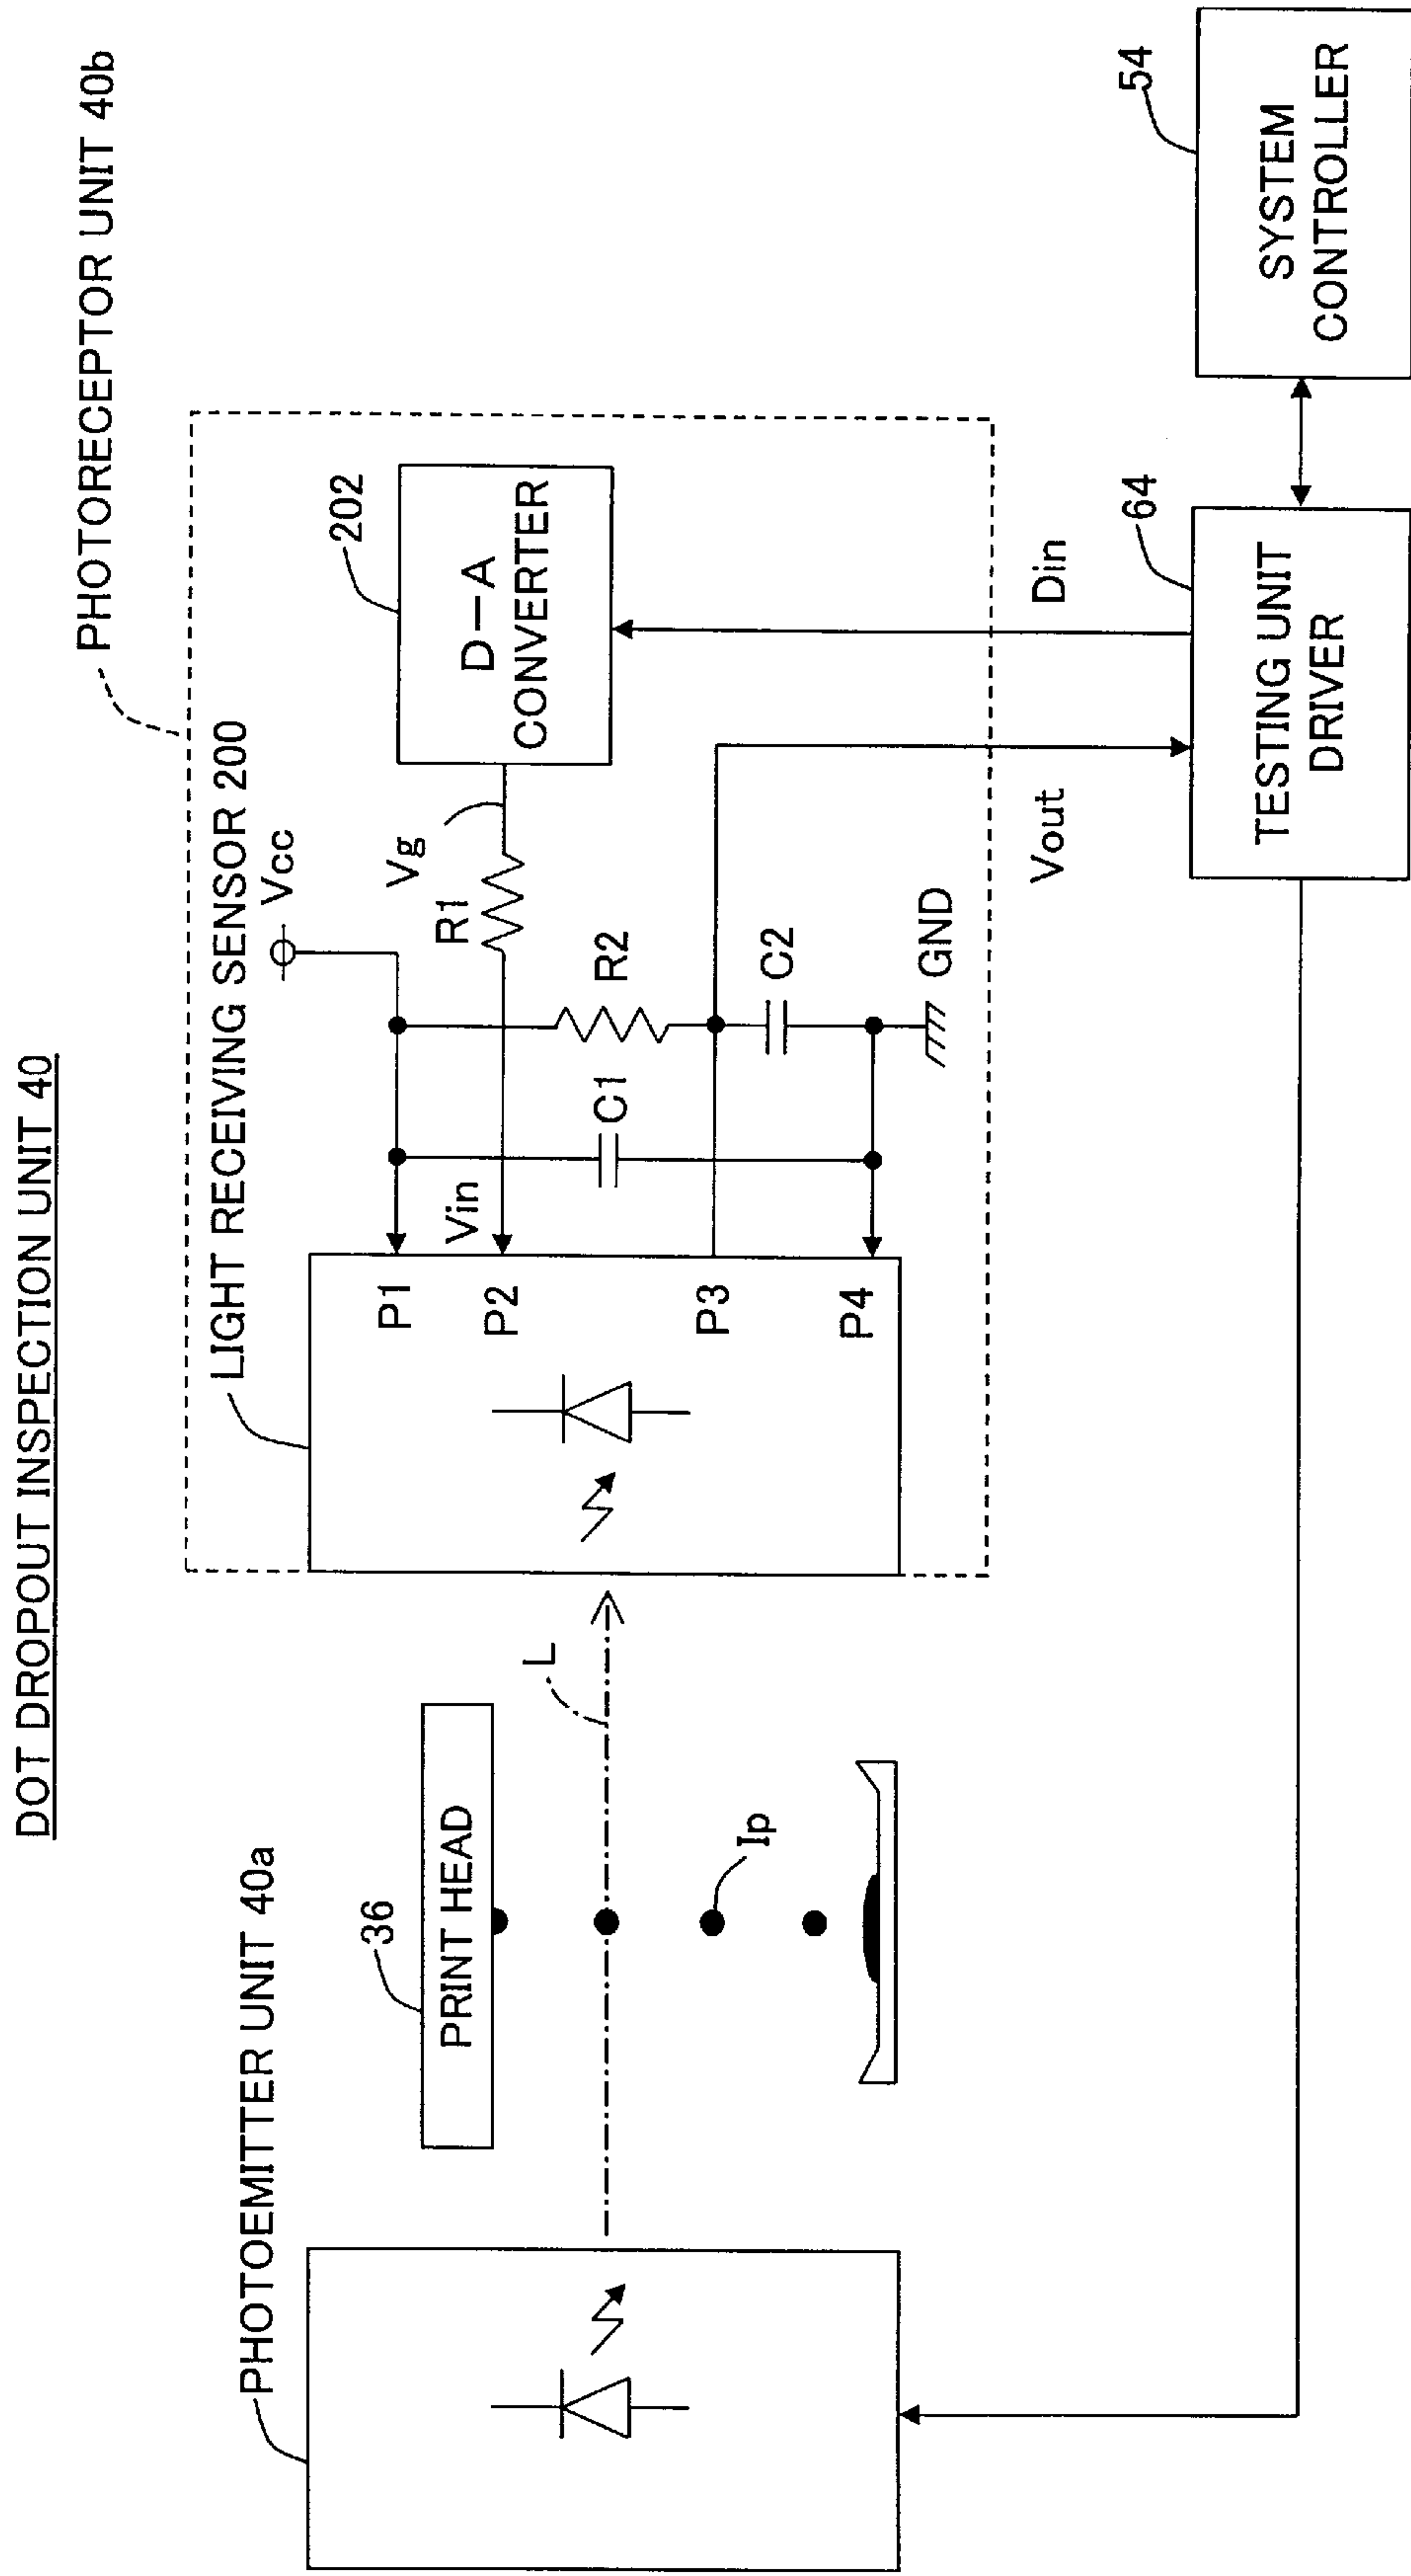 DOT DROPOUT INSPECTION UNIT 40
PHOTORECEPTOR UNIT 40b
PHOTOEMITTER UNIT 40a
LIGHT RECEIVING SENSOR 200
Vcc
202
36
PRINT HEAD
L
P1
Vin
R1
Vg
D-A
CONVERTER
P2
C1
R2
P3
Ip
P4
C2
GND
Vout
Din
64
54
TESTING UNIT
DRIVER
SYSTEM
CONTROLLER